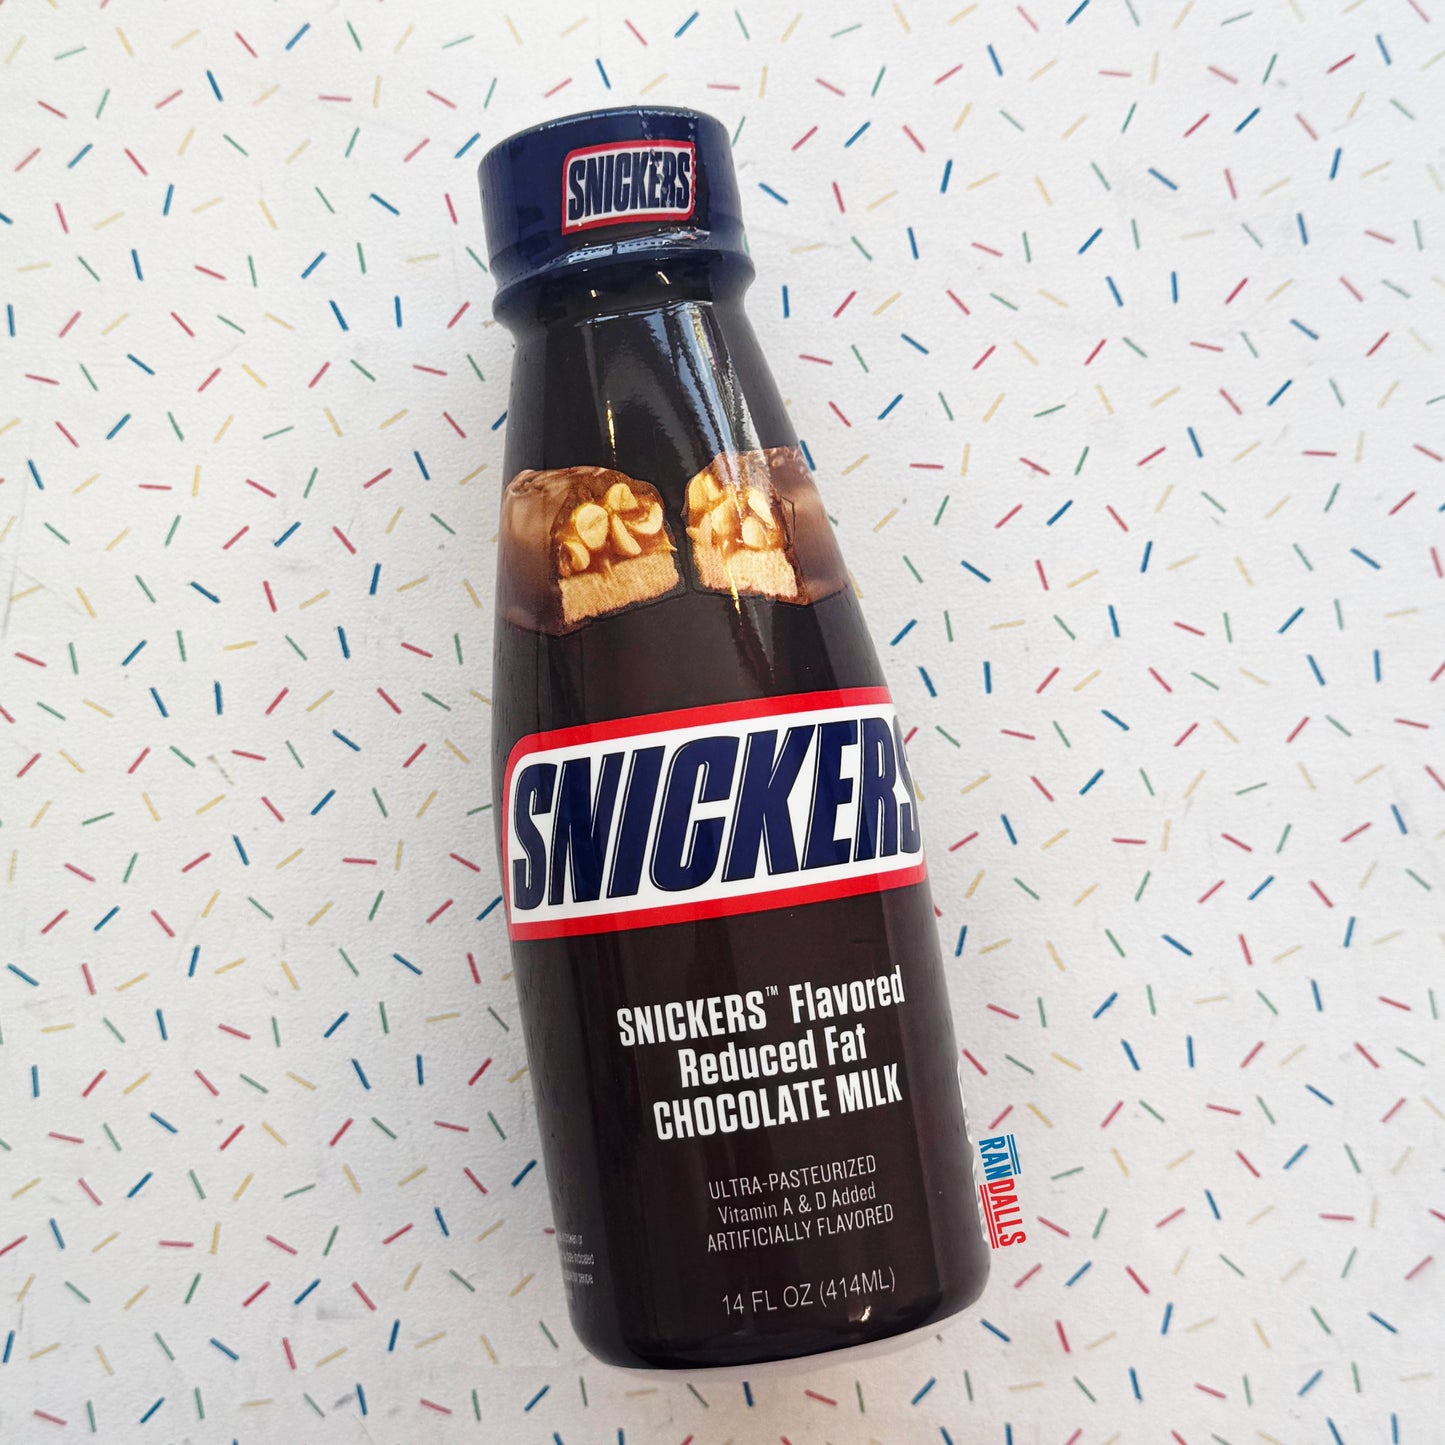 SNICKERS
SNICKERS
SNICKERS™ Flavored
Reduced Fat
CHOCOLATE MILK
ULTRA-PASTEURIZED
Vitamin A & D Added
ARTIFICIALLY FLAVORED
14 FL OZ (414ML)
RANDALLS